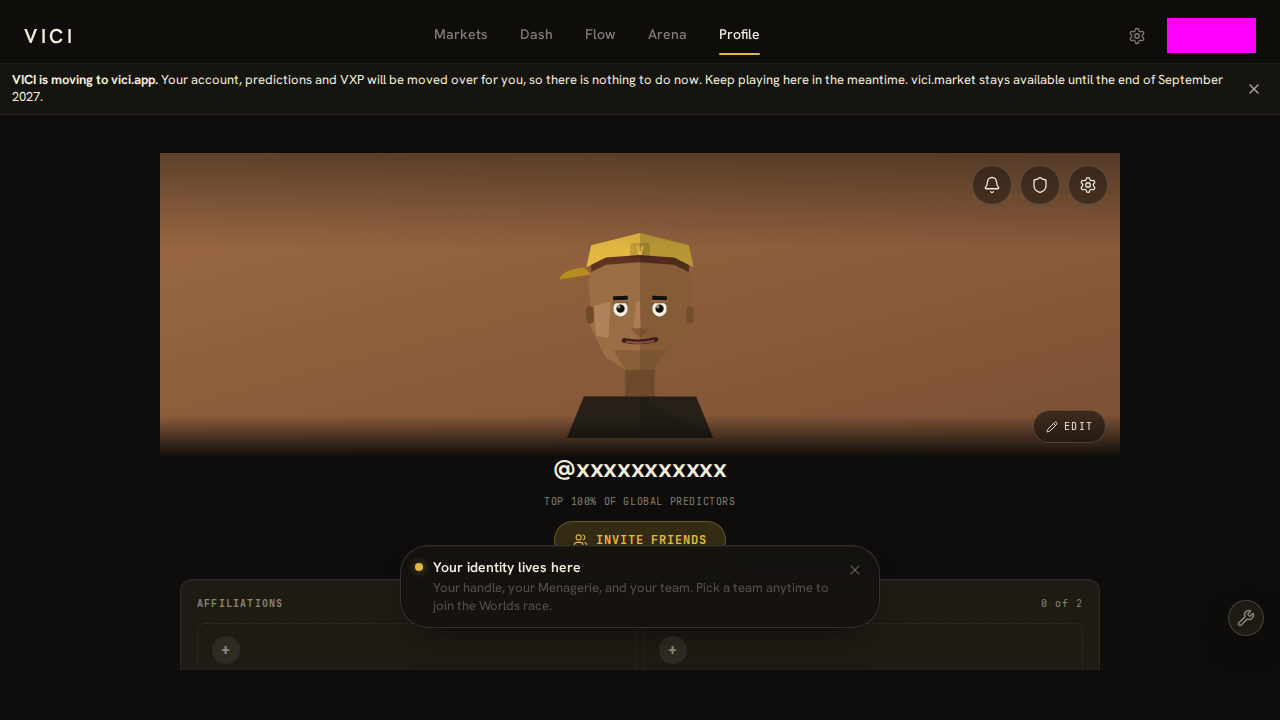 VICI
Markets Dash Flow Arena Profile
VICI is moving to vici.app. Your account, predictions and VXP will be moved over for you, so there is nothing to do now. Keep playing here in the meantime. vici.market stays available until the end of September
2027.
V
EDIT
@xxxxxxxxxxx
TOP 100% OF GLOBAL PREDICTORS
INVITE FRIENDS
Your identity lives here
Your handle, your Menagerie, and your team. Pick a team anytime to
join the Worlds race.
AFFILIATIONS
0 of 2
+ +